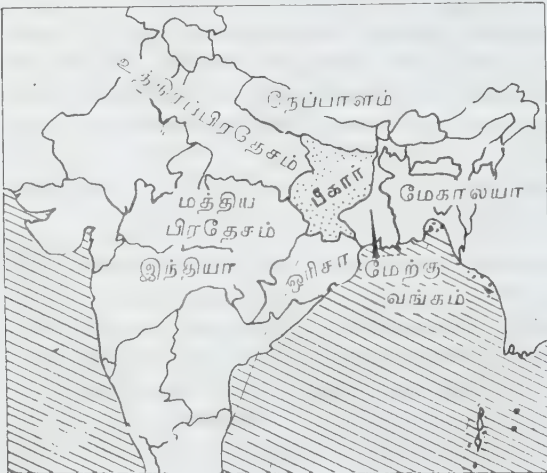 உத்தரப்பிரதேசம்
நேப்பாளம்
பீகார்
மேகாலயா
மத்திய
பிரதேசம்
இந்தியா
ஒரிசா
மேற்கு
வங்கம்